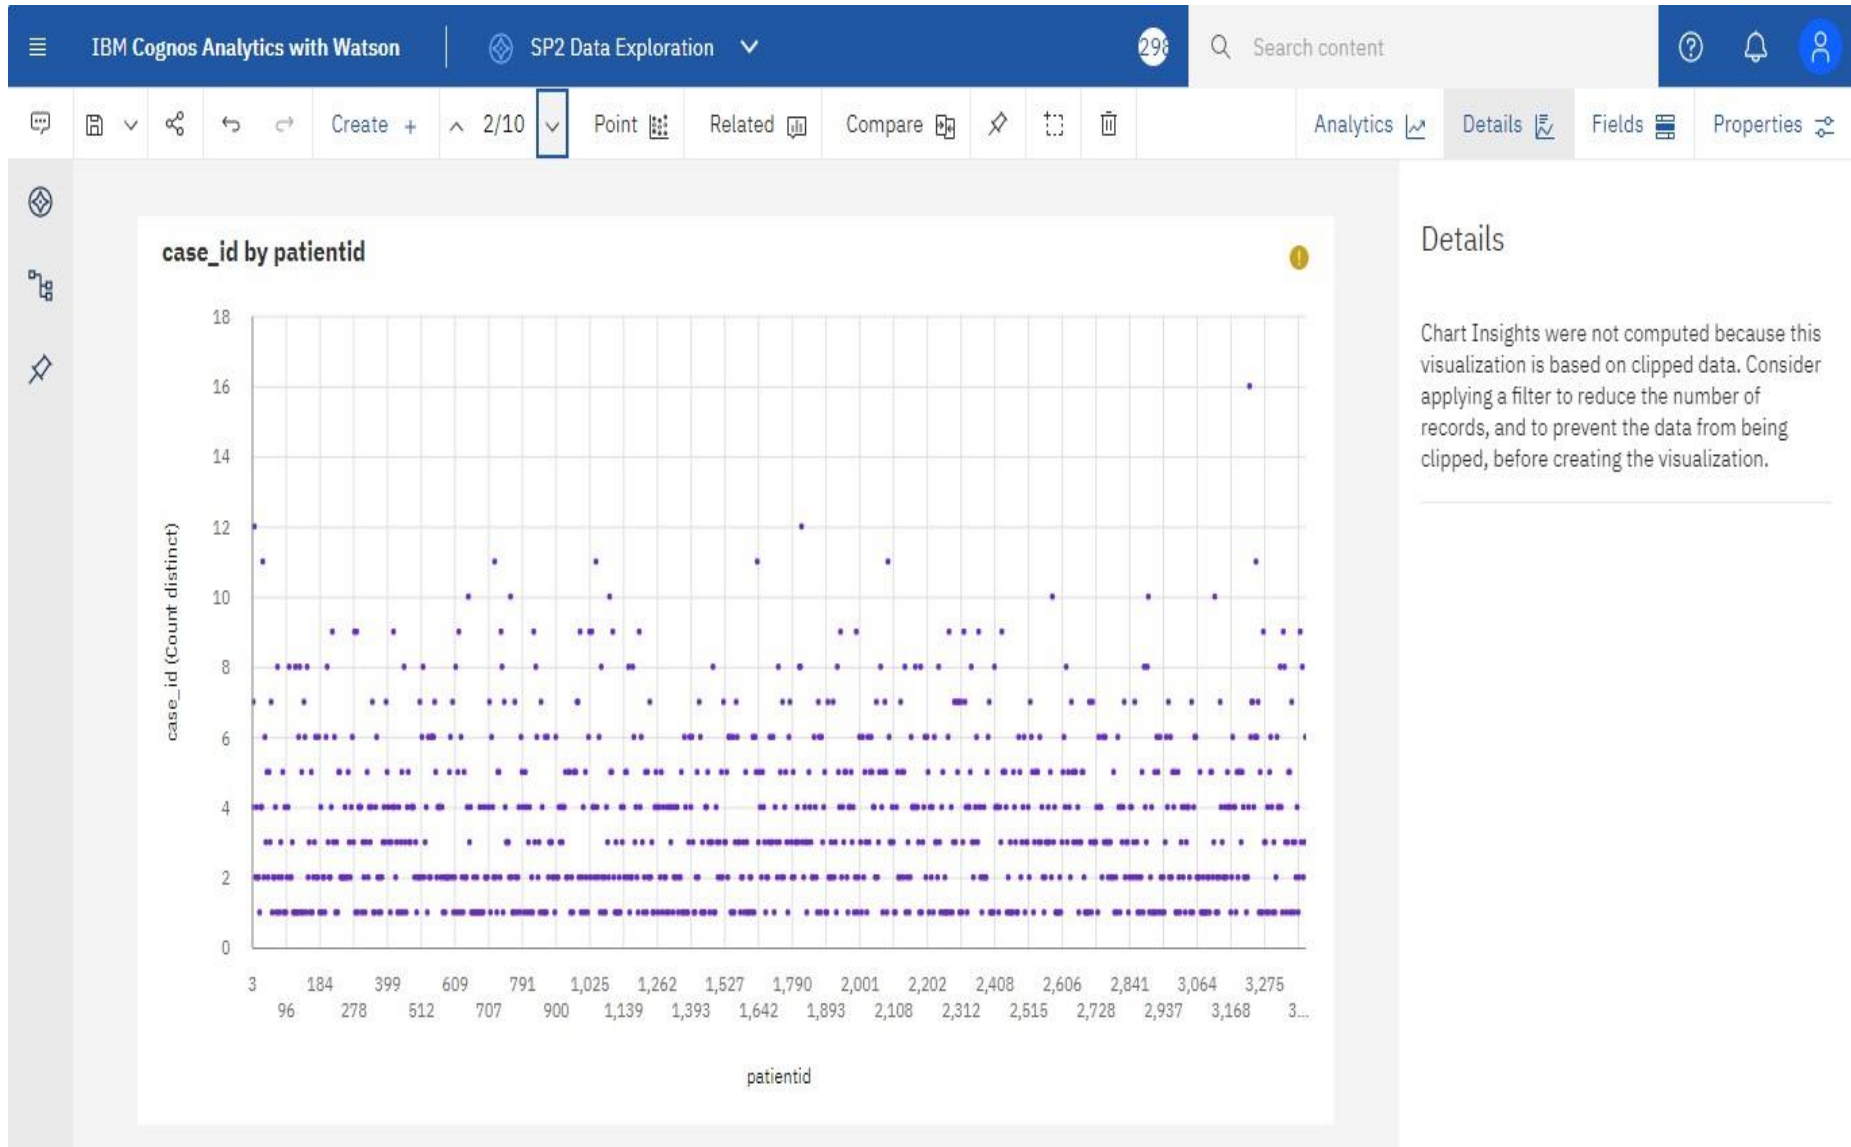 IBM Cognos Analytics with Watson
SP2 Data Exploration
298
Search content
Create +
2/10
Point
Related
Compare
Analytics
Details
Fields
Properties
case_id by patientid
Details
Chart Insights were not computed because this
visualization is based on clipped data. Consider
applying a filter to reduce the number of
records, and to prevent the data from being
clipped, before creating the visualization.
case_id (Count distinct)
18
16
14
12
10
8
6
4
2
0
3 184 399 609 791 1,025 1,262 1,527 1,790 2,001 2,202 2,408 2,606 2,841 3,064 3,275
96 278 512 707 900 1,139 1,393 1,642 1,893 2,108 2,312 2,515 2,728 2,937 3,168 3...
patientid